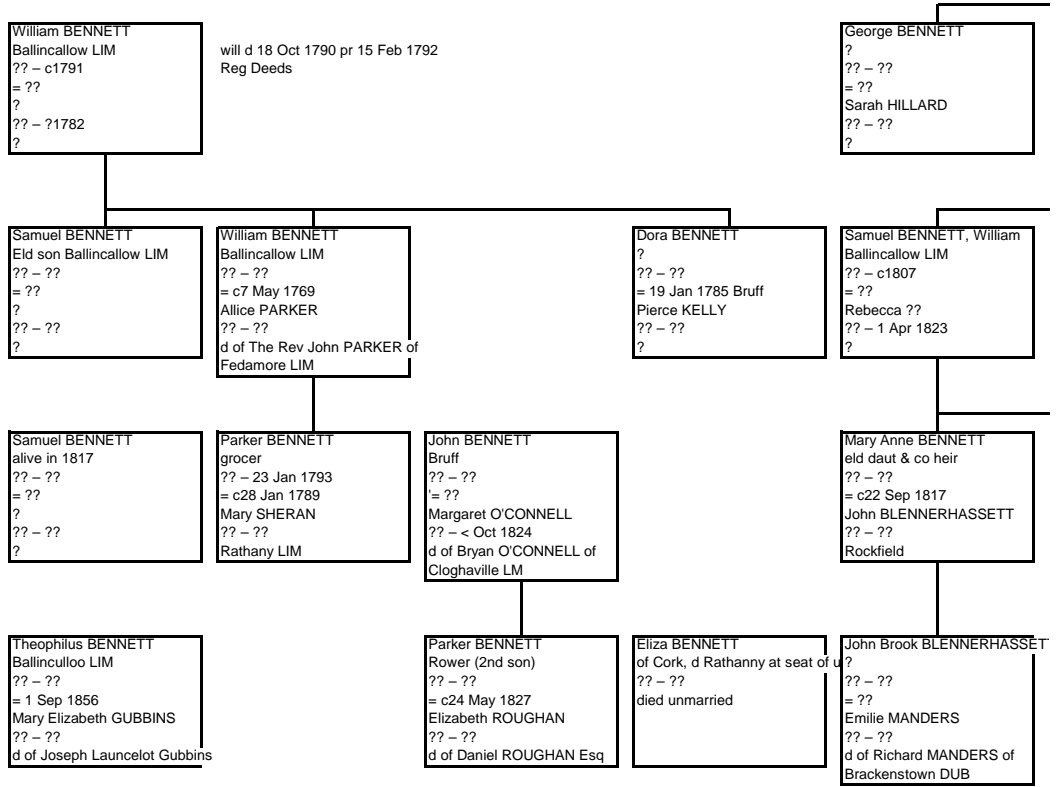 William BENNETT
Ballincallow LIM
?? – c1791
= ??
?
?? – ?1782
?
will d 18 Oct 1790 pr 15 Feb 1792
Reg Deeds
George BENNETT
?
?? – ??
= ??
Sarah HILLARD
?? – ??
?
Samuel BENNETT
Eld son Ballincallow LIM
?? – ??
= ??
?
?? – ??
?
William BENNETT
Ballincallow LIM
?? – ??
= c7 May 1769
Allice PARKER
?? – ??
d of The Rev John PARKER of
Fedamore LIM
Dora BENNETT
?
?? – ??
= 19 Jan 1785 Bruff
Pierce KELLY
?? – ??
?
Samuel BENNETT, William
Ballincallow LIM
?? – c1807
= ??
Rebecca ??
?? – 1 Apr 1823
?
Samuel BENNETT
alive in 1817
?? – ??
= ??
?
?? – ??
?
Parker BENNETT
grocer
?? – 23 Jan 1793
= c28 Jan 1789
Mary SHERAN
?? – ??
Rathany LIM
John BENNETT
Bruff
?? – ??
'= ??
Margaret O'CONNELL
?? – < Oct 1824
d of Bryan O'CONNELL of
Cloghaville LM
Mary Anne BENNETT
eld daut & co heir
?? – ??
= c22 Sep 1817
John BLENNERHASSETT
?? – ??
Rockfield
Theophilus BENNETT
Ballinculloo LIM
?? – ??
= 1 Sep 1856
Mary Elizabeth GUBBINS
?? – ??
d of Joseph Launcelot Gubbins
Parker BENNETT
Rower (2nd son)
?? – ??
= c24 May 1827
Elizabeth ROUGHAN
?? – ??
d of Daniel ROUGHAN Esq
Eliza BENNETT
of Cork, d Rathanny at seat of u
?? – ??
died unmarried
John Brook BLENNERHASSETT
?
?? – ??
= ??
Emilie MANDERS
?? – ??
d of Richard MANDERS of
Brackenstown DUB